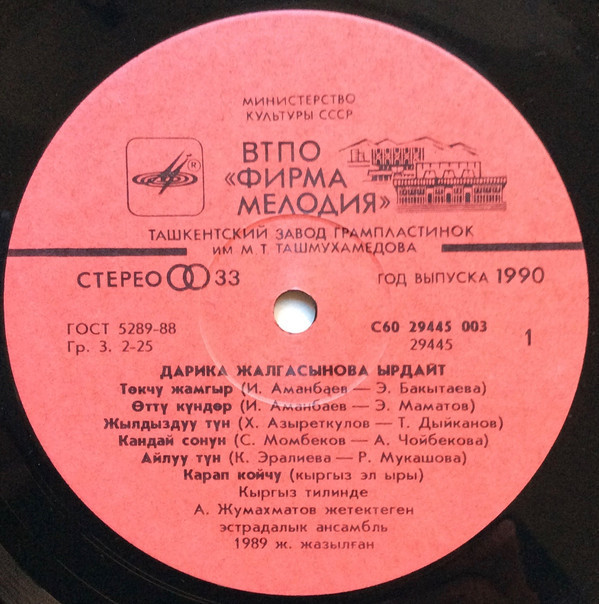 МИНИСТЕРСТВО
КУЛЬТУРЫ СССР
ВТПО
«ФИРМА
МЕЛОДИЯ»
®
ТАШКЕНТСКИЙ ЗАВОД ГРАМПЛАСТИНОК
ИМ М Т. ТАШМУХАМЕДОВА
СТЕРЕО 33
ГОД ВЫПУСКА 1990
ГОСТ 5289-88
Гр. 3. 2-25
С60 29445 003
29445
1
ДАРИКА ЖАЛГАСЫНОВА ЫРДАЙТ
Төкчү жамгыр (И. Аманбаев — Э. Бакытаева)
Өттү күндөр (И. Аманбаев — Э. Маматов)
Жылдыздуу түн (Х. Азыреткулов — Т. Дыйканов)
Кандай сонун (С. Момбеков — А. Чойбекова)
Айлуу түн (К. Эралиева — Р. Мукашова)
Карап койчу (кыргыз эл ыры)
Кыргыз тилинде
А. Жумахматов жетектеген
эстрадалык ансамбль
1989 ж. жазылған